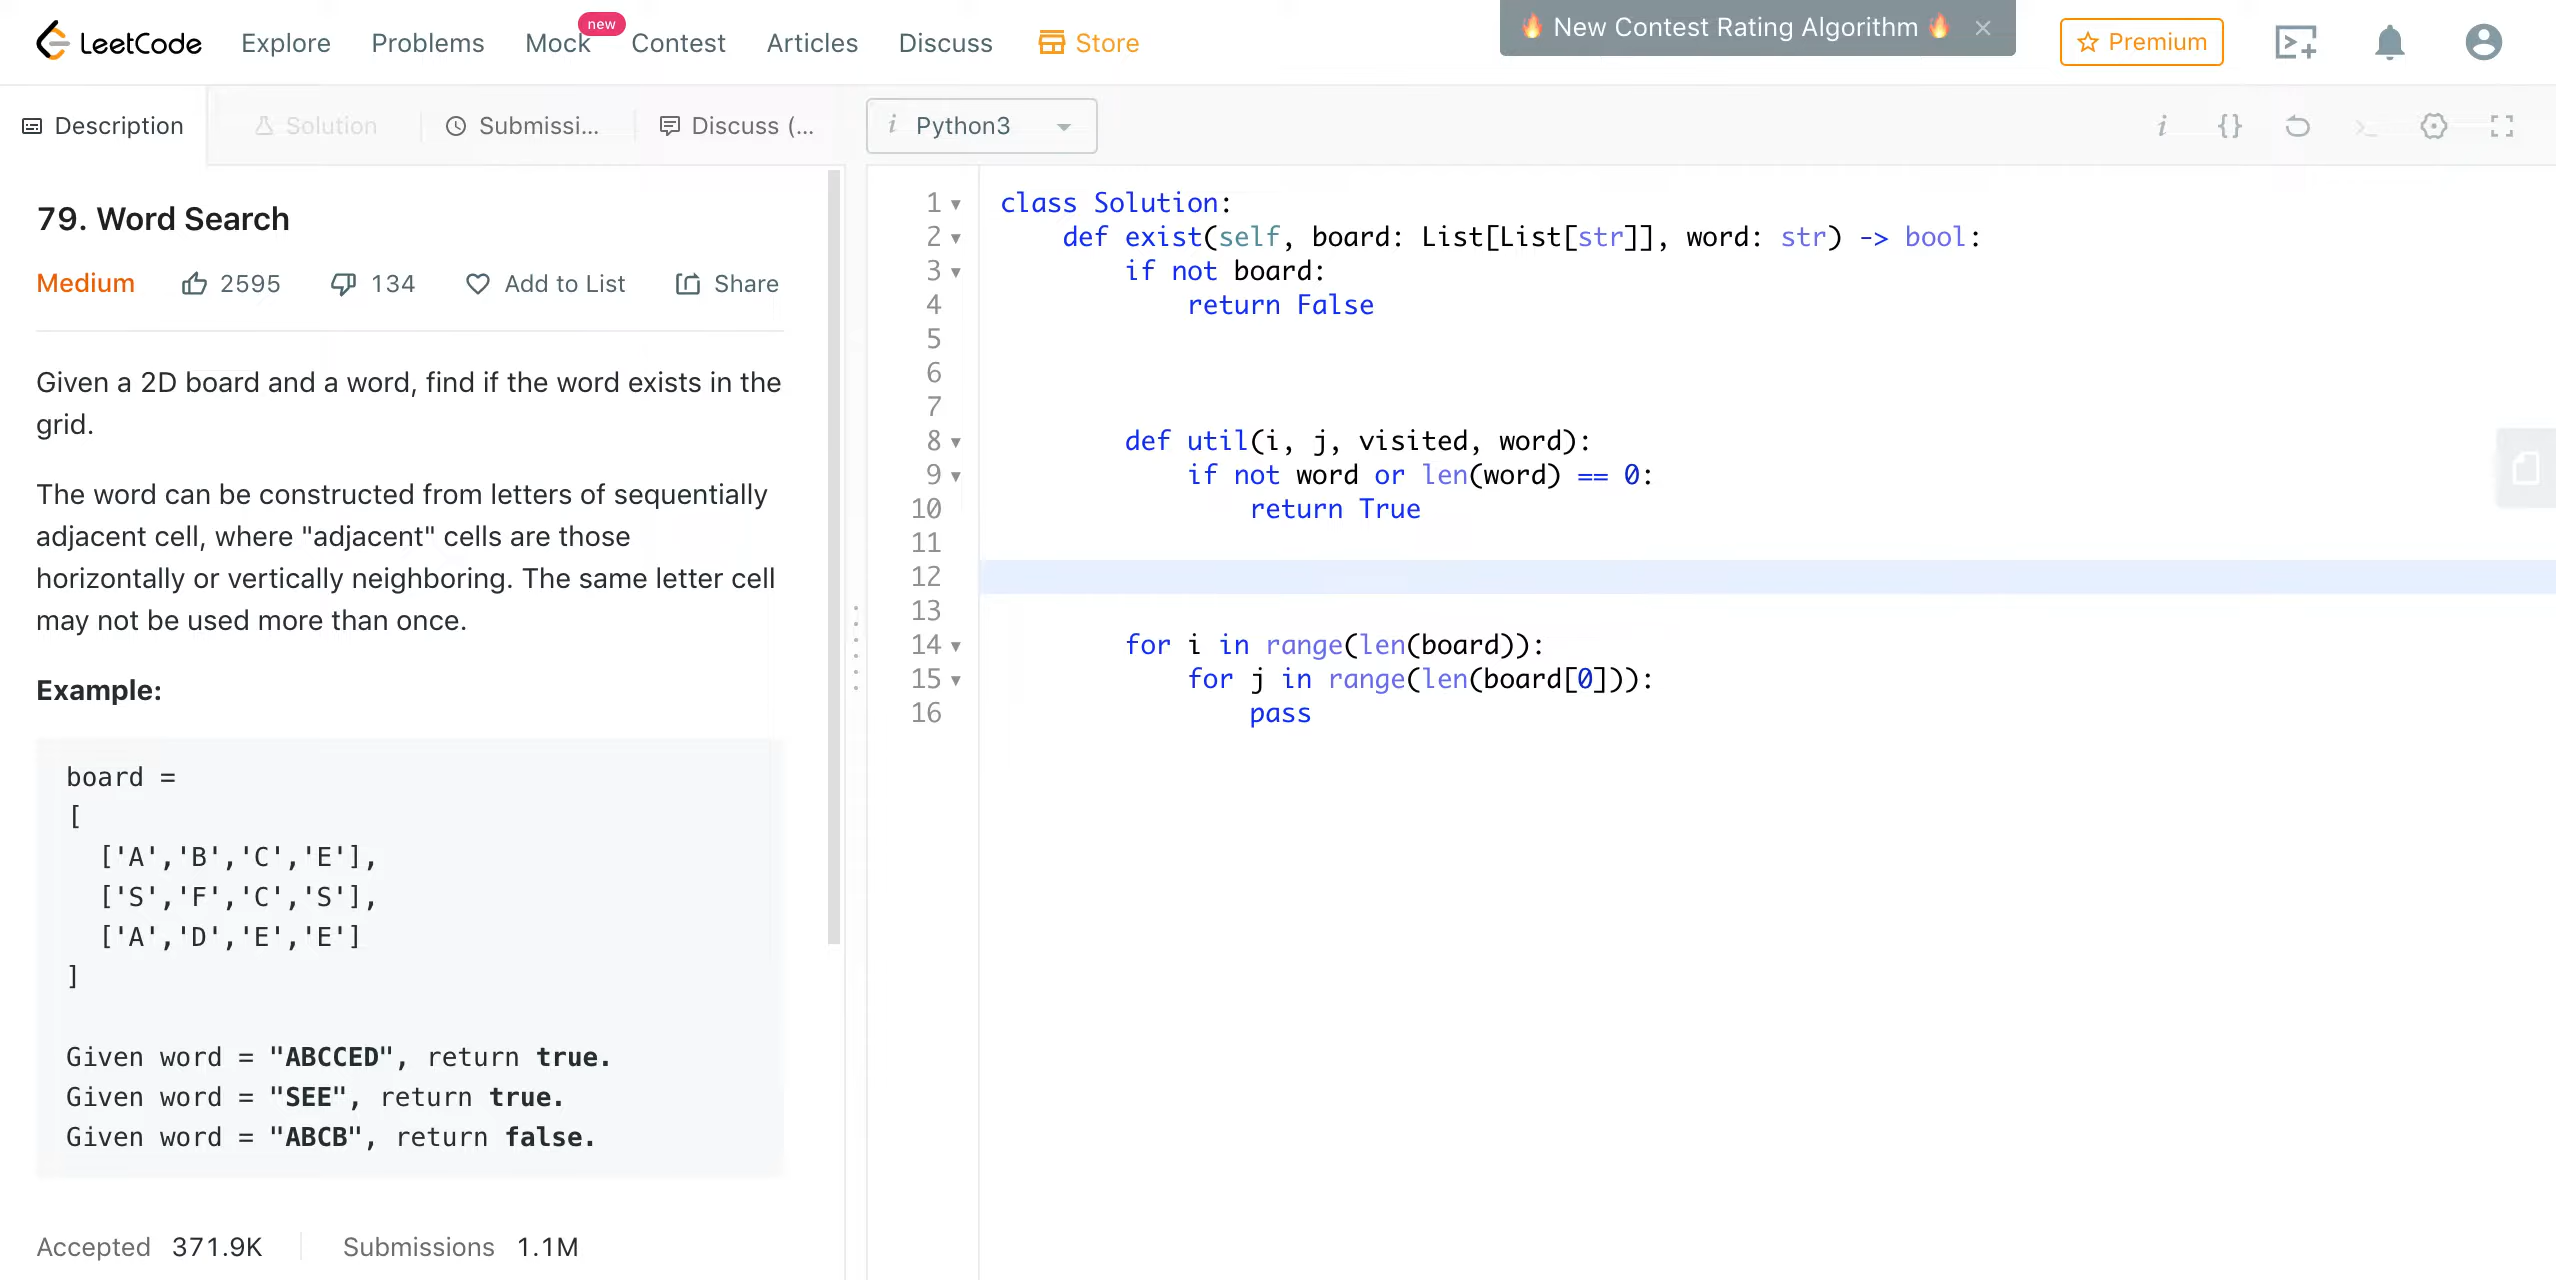 LeetCode Explore Problems Mock new Contest Articles Discuss Store 🔥 New Contest Rating Algorithm 🔥 × Premium
Description Solution Submissi... Discuss (... i Python3 i {}
79. Word Search
Medium 2595 134 Add to List Share
Given a 2D board and a word, find if the word exists in the
grid.
The word can be constructed from letters of sequentially
adjacent cell, where "adjacent" cells are those
horizontally or vertically neighboring. The same letter cell
may not be used more than once.
Example:
board =
[
  ['A','B','C','E'],
  ['S','F','C','S'],
  ['A','D','E','E']
]
Given word = "ABCCED", return true.
Given word = "SEE", return true.
Given word = "ABCB", return false.
Accepted 371.9K Submissions 1.1M
1 class Solution:
2     def exist(self, board: List[List[str]], word: str) -> bool:
3         if not board:
4             return False
5
6
7
8         def util(i, j, visited, word):
9             if not word or len(word) == 0:
10                 return True
11
12
13
14         for i in range(len(board)):
15             for j in range(len(board[0])):
16                 pass